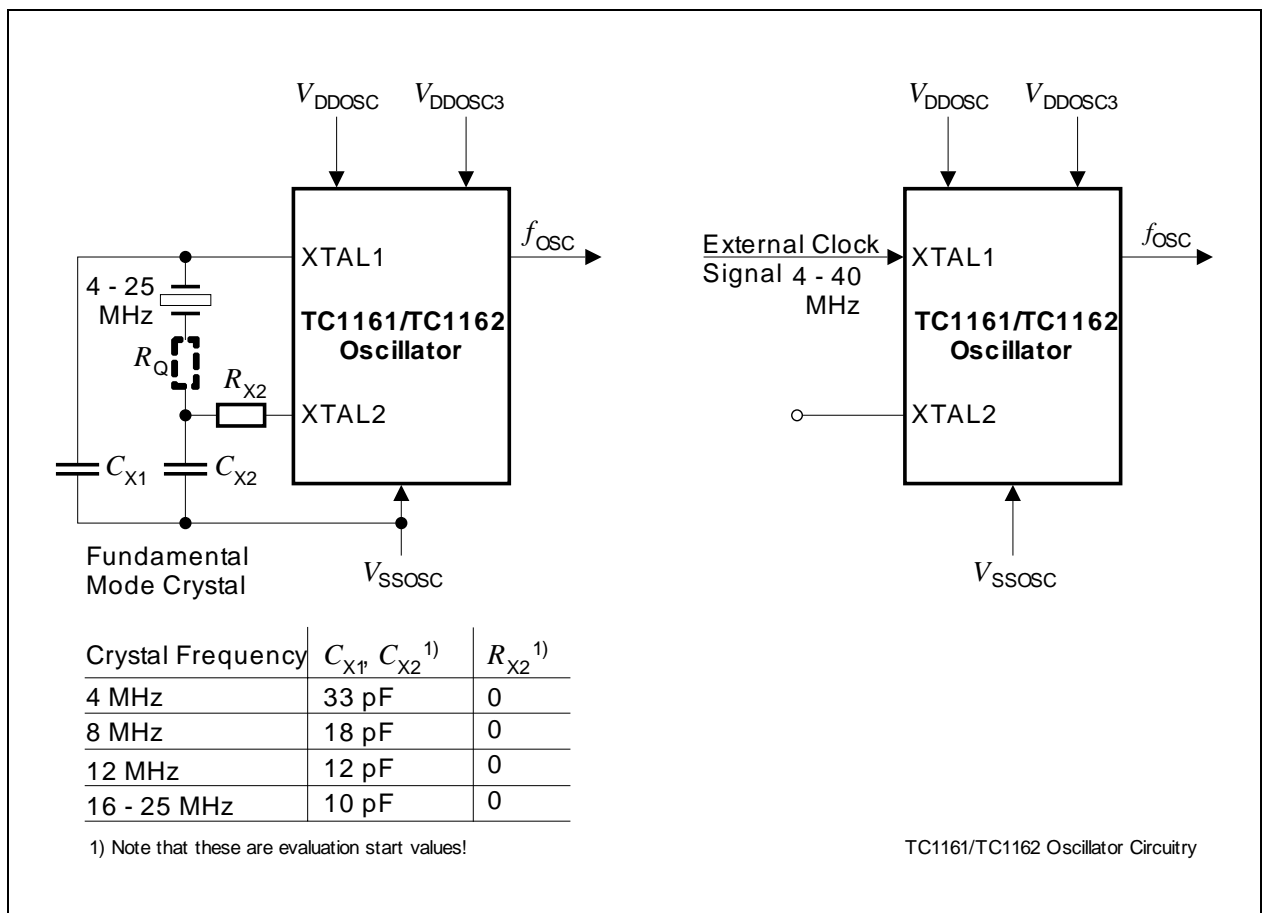 VDDOSC VDDOSC3
XTAL1
fOSC
4 - 25
MHz
TC1161/TC1162
Oscillator
RQ
RX2
XTAL2
CX1 CX2
Fundamental
Mode Crystal
VSSOSC
VDDOSC VDDOSC3
External Clock
Signal 4 - 40
MHz
XTAL1
fOSC
TC1161/TC1162
Oscillator
XTAL2
VSSOSC
Crystal Frequency CX1, CX2 1) RX2 1)
4 MHz 33 pF 0
8 MHz 18 pF 0
12 MHz 12 pF 0
16 - 25 MHz 10 pF 0
1) Note that these are evaluation start values!
TC1161/TC1162 Oscillator Circuitry